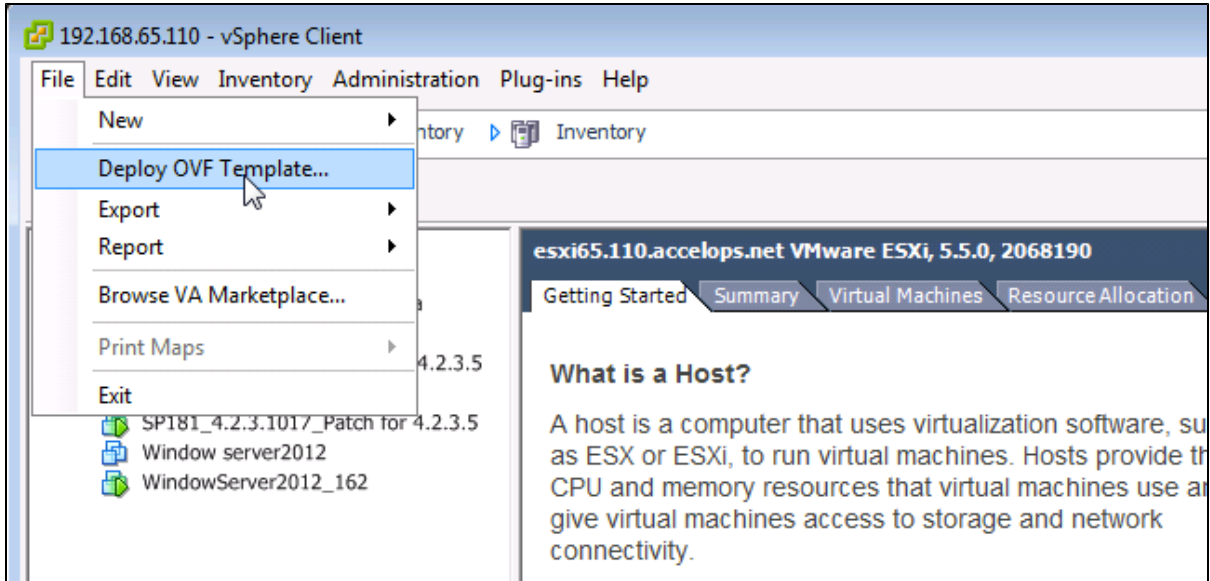 192.168.65.110 - vSphere Client
File Edit View Inventory Administration Plug-ins Help
New
ntory Inventory
Deploy OVF Template...
Export
Report
Browse VA Marketplace...
a
Print Maps
4.2.3.5
Exit
SP181_4.2.3.1017_Patch for 4.2.3.5
Window server2012
WindowServer2012_162
esxi65.110.accelops.net VMware ESXi, 5.5.0, 2068190
Getting Started Summary Virtual Machines Resource Allocation
What is a Host?
A host is a computer that uses virtualization software, su
as ESX or ESXi, to run virtual machines. Hosts provide th
CPU and memory resources that virtual machines use a
give virtual machines access to storage and network
connectivity.